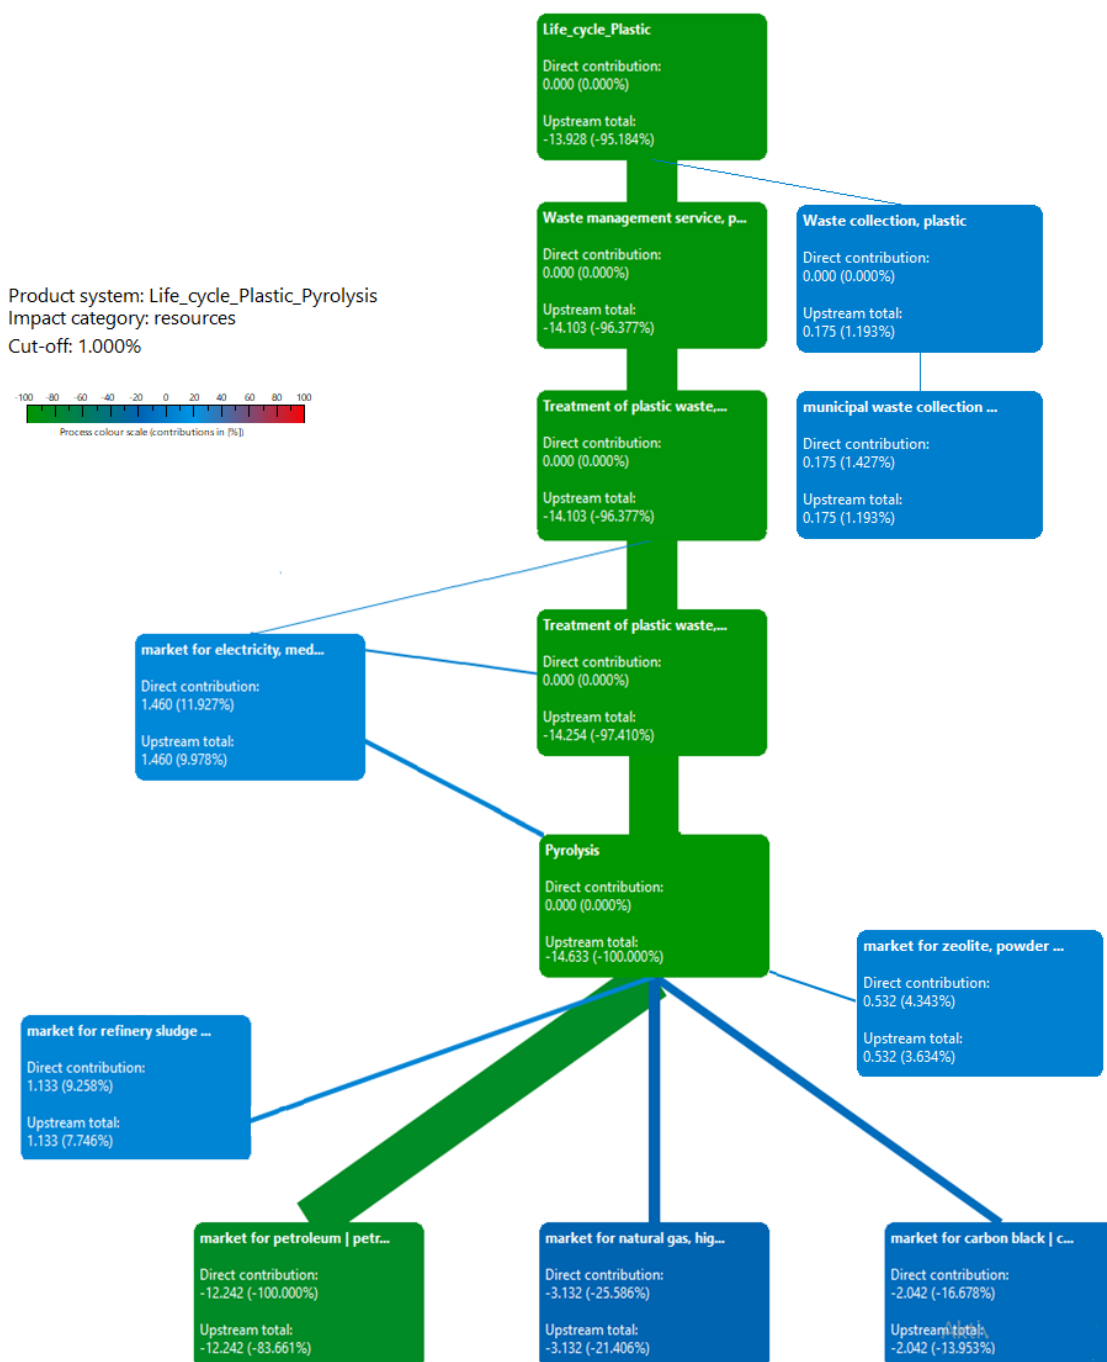 Life_cycle_Plastic
Direct contribution:
0.000 (0.000%)
Upstream total:
-13.928 (-95.184%)
Waste management service, p...
Direct contribution:
0.000 (0.000%)
Upstream total:
-14.103 (-96.377%)
Waste collection, plastic
Direct contribution:
0.000 (0.000%)
Upstream total:
0.175 (1.193%)
Product system: Life_cycle_Plastic_Pyrolysis
Impact category: resources
Cut-off: 1.000%
-100 -80 -60 -40 -20 0 20 40 60 80 100
Process colour scale (contributions in [%])
Treatment of plastic waste,...
Direct contribution:
0.000 (0.000%)
Upstream total:
-14.103 (-96.377%)
municipal waste collection ...
Direct contribution:
0.175 (1.427%)
Upstream total:
0.175 (1.193%)
market for electricity, med...
Direct contribution:
1.460 (11.927%)
Upstream total:
1.460 (9.978%)
Treatment of plastic waste,...
Direct contribution:
0.000 (0.000%)
Upstream total:
-14.254 (-97.410%)
Pyrolysis
Direct contribution:
0.000 (0.000%)
Upstream total:
-14.633 (-100.000%)
market for zeolite, powder ...
Direct contribution:
0.532 (4.343%)
Upstream total:
0.532 (3.634%)
market for refinery sludge ...
Direct contribution:
1.133 (9.258%)
Upstream total:
1.133 (7.746%)
market for petroleum | petr...
Direct contribution:
-12.242 (-100.000%)
Upstream total:
-12.242 (-83.661%)
market for natural gas, hig...
Direct contribution:
-3.132 (-25.586%)
Upstream total:
-3.132 (-21.406%)
market for carbon black | c...
Direct contribution:
-2.042 (-16.678%)
Upstream total:
-2.042 (-13.953%)